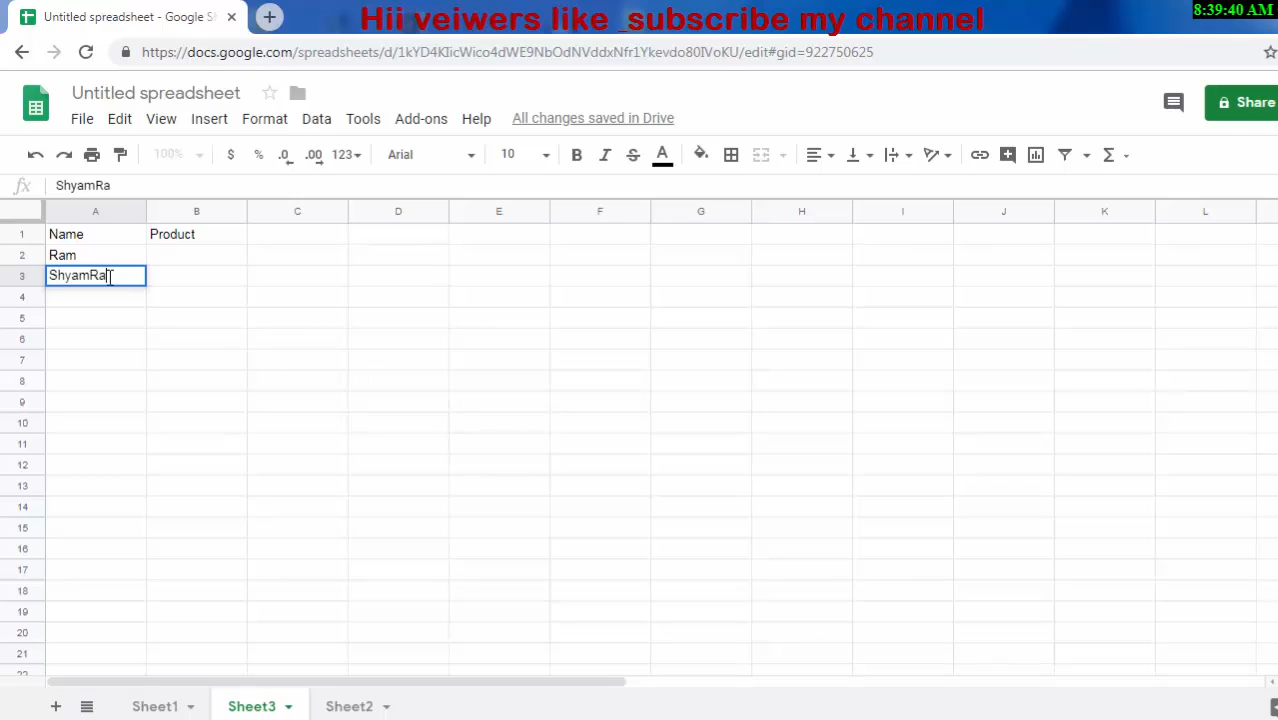 Untitled spreadsheet - Google S
Hii veiwers like _subscribe my channel
8:39:40 AM
https://docs.google.com/spreadsheets/d/1kYD4KIicWico4dWE9NbOdNVddxNfr1Ykevdo80IVoKU/edit#gid=922750625
Untitled spreadsheet
Share
File Edit View Insert Format Data Tools Add-ons Help All changes saved in Drive
100% $ % .0 .00 123 Arial 10 B I S A
fx ShyamRa
A B C D E F G H I J K L
1 Name Product
2 Ram
3 ShyamRa
4
5
6
7
8
9
10
11
12
13
14
15
16
17
18
19
20
21
22
Sheet1 Sheet3 Sheet2